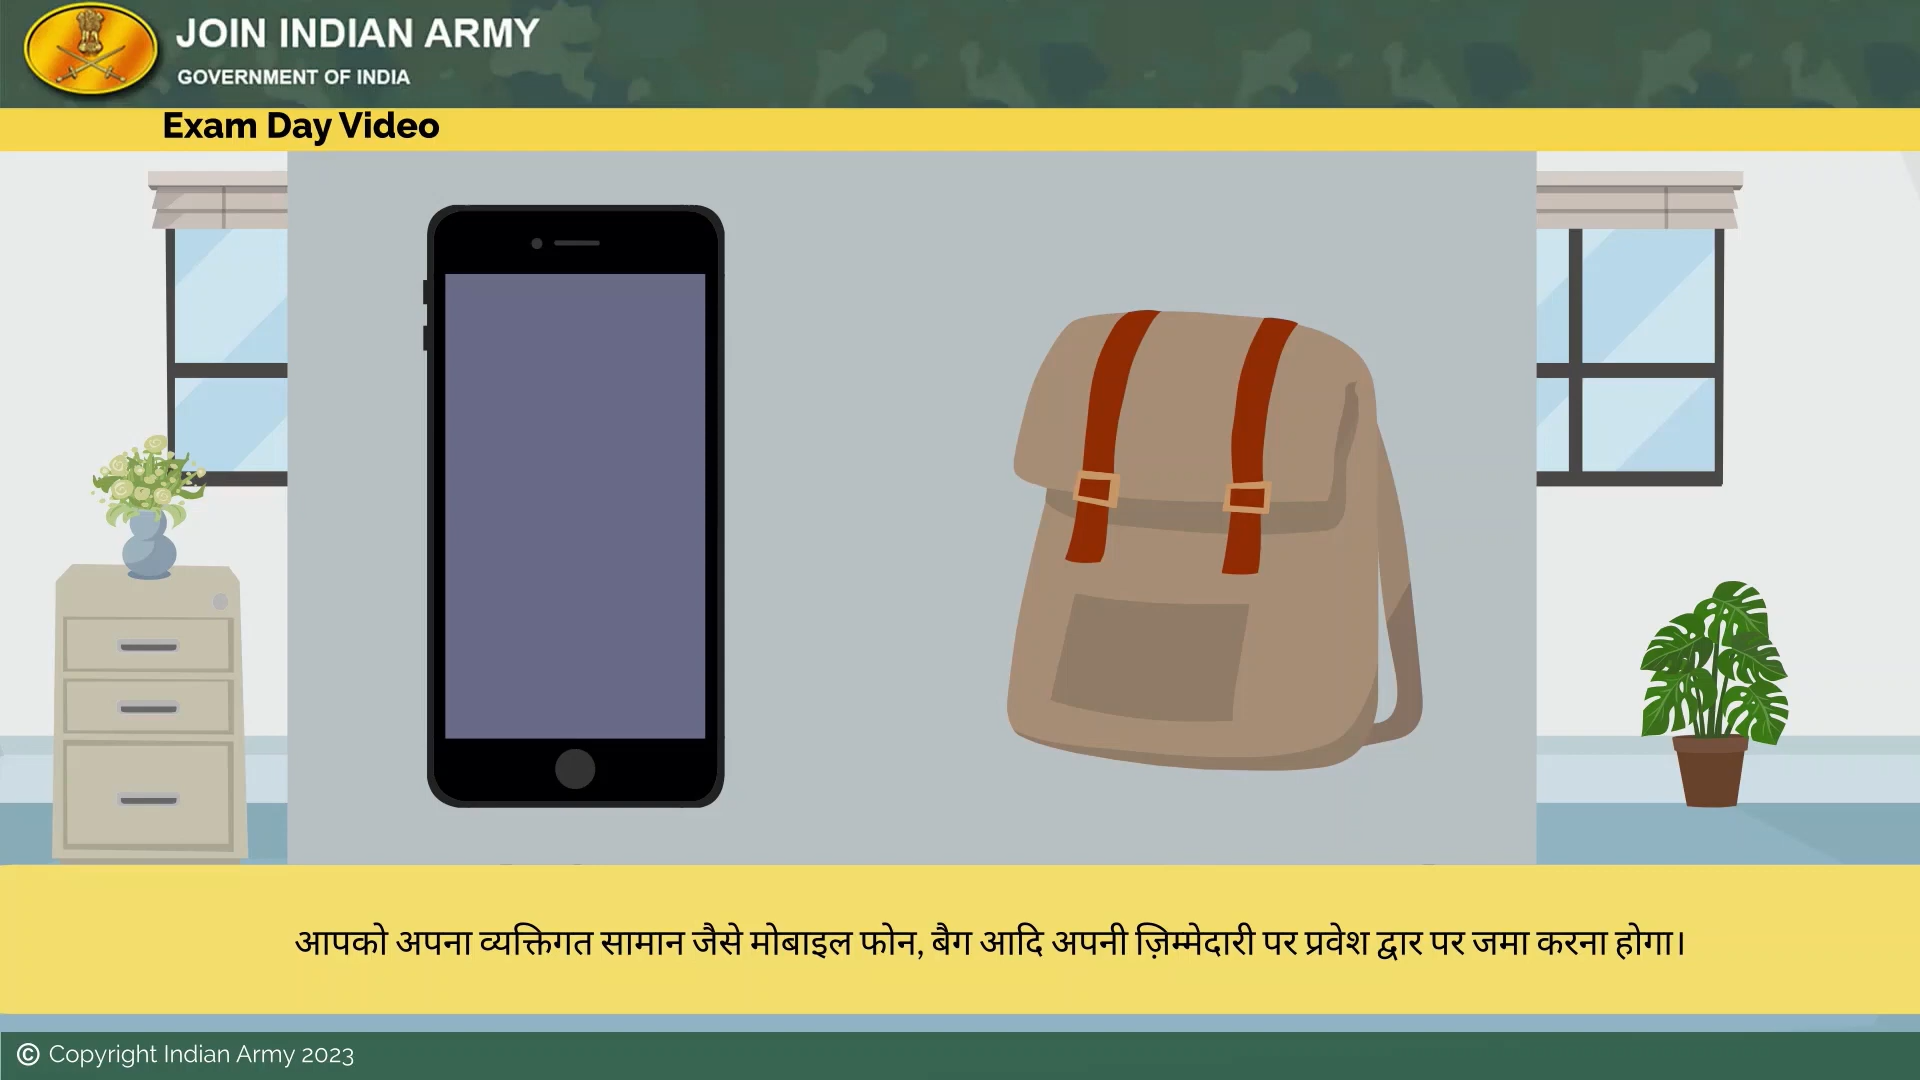 JOIN INDIAN ARMY
GOVERNMENT OF INDIA
Exam Day Video
आपको अपना व्यक्तिगत सामान जैसे मोबाइल फोन, बैग आदि अपनी ज़िम्मेदारी पर प्रवेश द्वार पर जमा करना होगा।
© Copyright Indian Army 2023